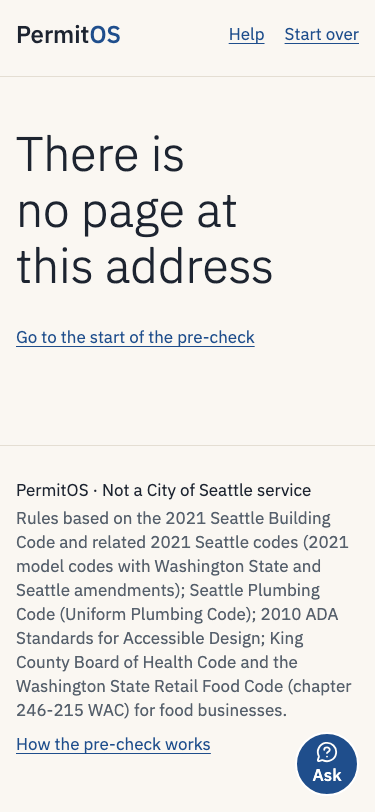 PermitOS
Help Start over
There is
no page at
this address
Go to the start of the pre-check
PermitOS · Not a City of Seattle service
Rules based on the 2021 Seattle Building
Code and related 2021 Seattle codes (2021
model codes with Washington State and
Seattle amendments); Seattle Plumbing
Code (Uniform Plumbing Code); 2010 ADA
Standards for Accessible Design; King
County Board of Health Code and the
Washington State Retail Food Code (chapter
246-215 WAC) for food businesses.
How the pre-check works
Ask